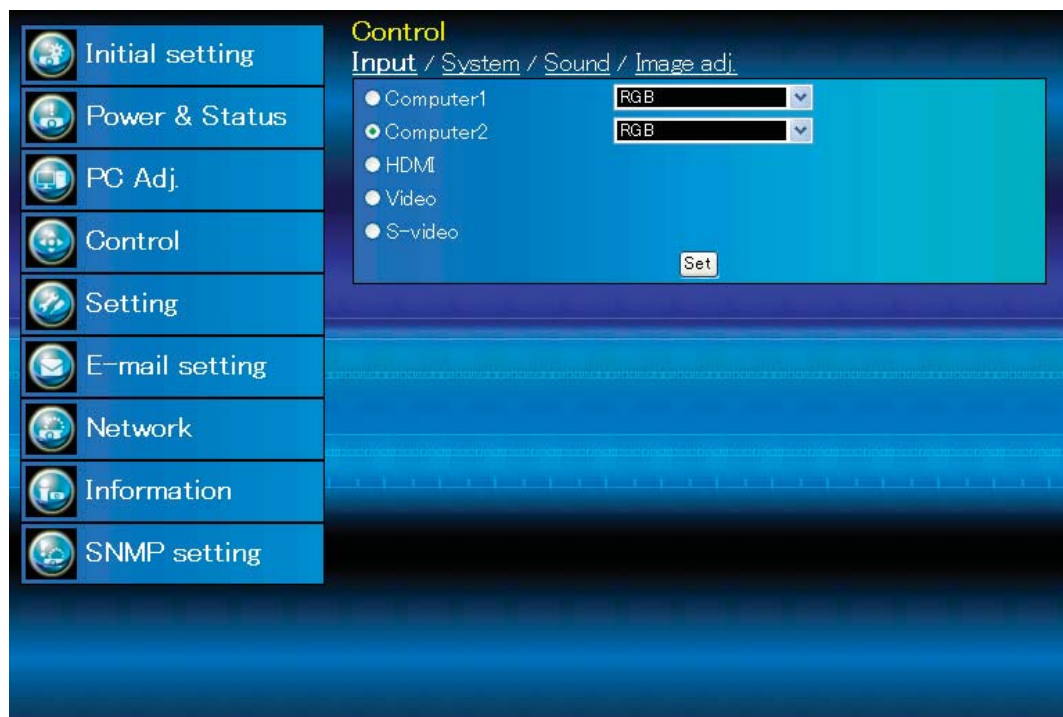 Initial setting
Power & Status
PC Adj.
Control
Setting
E-mail setting
Network
Information
SNMP setting
Control
Input / System / Sound / Image adj.
Computer1 RGB
Computer2 RGB
HDMI
Video
S-video
Set